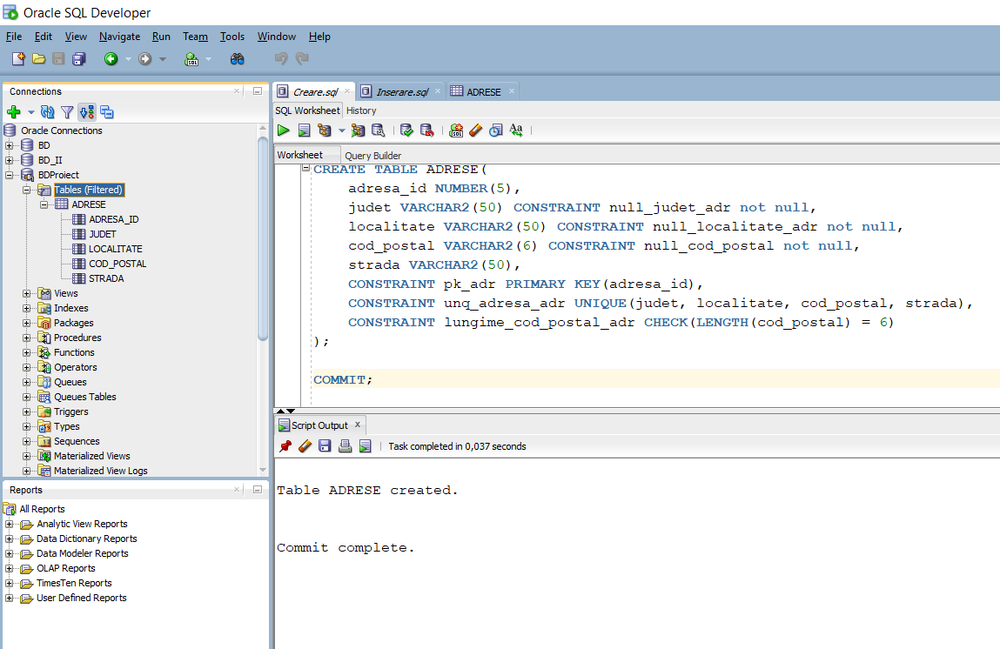 Oracle SQL Developer
File Edit View Navigate Run Team Tools Window Help
Connections
Oracle Connections
BD
BD_II
BDProiect
Tables (Filtered)
ADRESE
ADRESA_ID
JUDET
LOCALITATE
COD_POSTAL
STRADA
Views
Indexes
Packages
Procedures
Functions
Operators
Queues
Queues Tables
Triggers
Types
Sequences
Materialized Views
Materialized View Logs
Reports
All Reports
Analytic View Reports
Data Dictionary Reports
Data Modeler Reports
OLAP Reports
TimesTen Reports
User Defined Reports
Creare.sql Inserare.sql ADRESE
SQL Worksheet History
Worksheet Query Builder
CREATE TABLE ADRESE(
adresa_id NUMBER(5),
judet VARCHAR2(50) CONSTRAINT null_judet_adr not null,
localitate VARCHAR2(50) CONSTRAINT null_localitate_adr not null,
cod_postal VARCHAR2(6) CONSTRAINT null_cod_postal not null,
strada VARCHAR2(50),
CONSTRAINT pk_adr PRIMARY KEY(adresa_id),
CONSTRAINT unq_adresa_adr UNIQUE(judet, localitate, cod_postal, strada),
CONSTRAINT lungime_cod_postal_adr CHECK(LENGTH(cod_postal) = 6)
);
COMMIT;
Script Output
Task completed in 0,037 seconds
Table ADRESE created.
Commit complete.